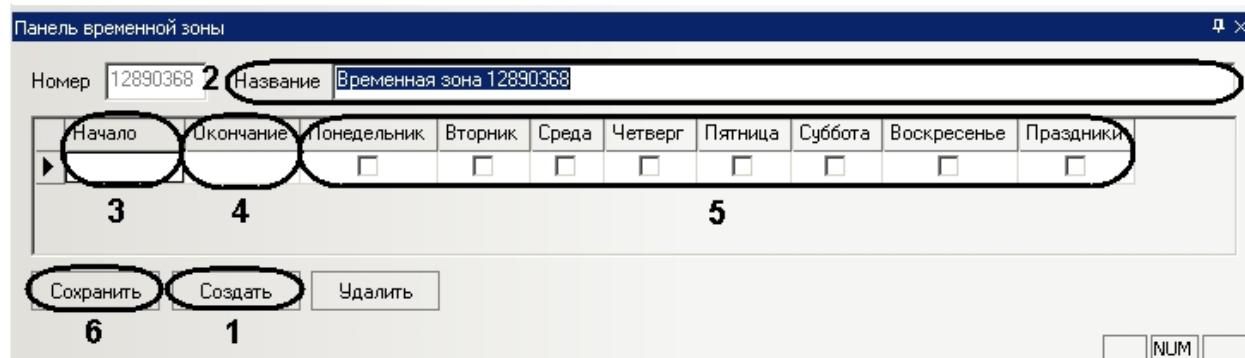 Панель временной зоны
Номер 12890368 2 Название Временная зона 12890368
Начало Окончание Понедельник Вторник Среда Четверг Пятница Суббота Воскресенье Праздники
3 4 5
Сохранить Создать Удалить
6 1
NUM